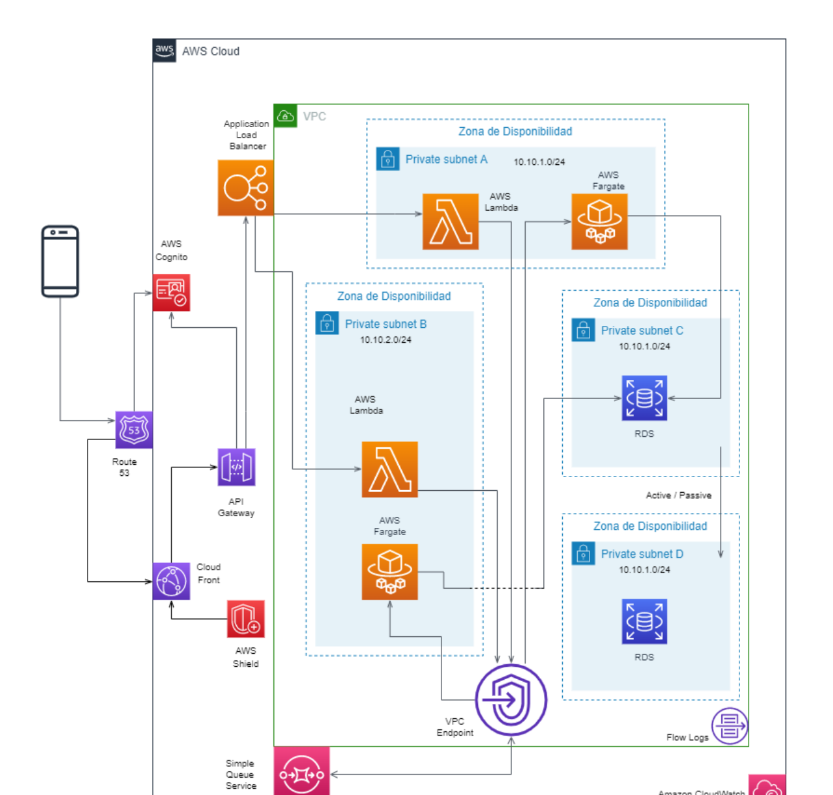 aws
AWS Cloud
VPC
Application
Load
Balancer
Zona de Disponibilidad
Private subnet A
10.10.1.0/24
AWS
Fargate
AWS
Lambda
AWS
Cognito
Zona de Disponibilidad
Private subnet B
10.10.2.0/24
Zona de Disponibilidad
Private subnet C
10.10.1.0/24
AWS
Lambda
RDS
53
Route
53
API
Gateway
Active / Passive
AWS
Fargate
Zona de Disponibilidad
Private subnet D
10.10.1.0/24
Cloud
Front
AWS
Shield
RDS
VPC
Endpoint
Flow Logs
Simple
Queue
Service
Amazon CloudWatch